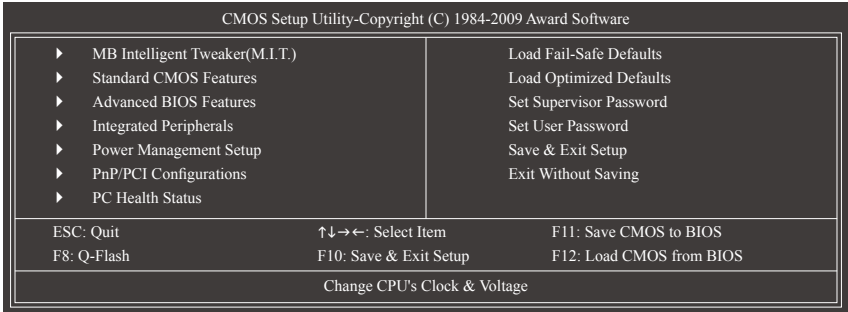 CMOS Setup Utility-Copyright (C) 1984-2009 Award Software
MB Intelligent Tweaker(M.I.T.)
Standard CMOS Features
Advanced BIOS Features
Integrated Peripherals
Power Management Setup
PnP/PCI Configurations
PC Health Status
Load Fail-Safe Defaults
Load Optimized Defaults
Set Supervisor Password
Set User Password
Save & Exit Setup
Exit Without Saving
ESC: Quit ↑↓→←: Select Item F11: Save CMOS to BIOS
F8: Q-Flash F10: Save & Exit Setup F12: Load CMOS from BIOS
Change CPU's Clock & Voltage